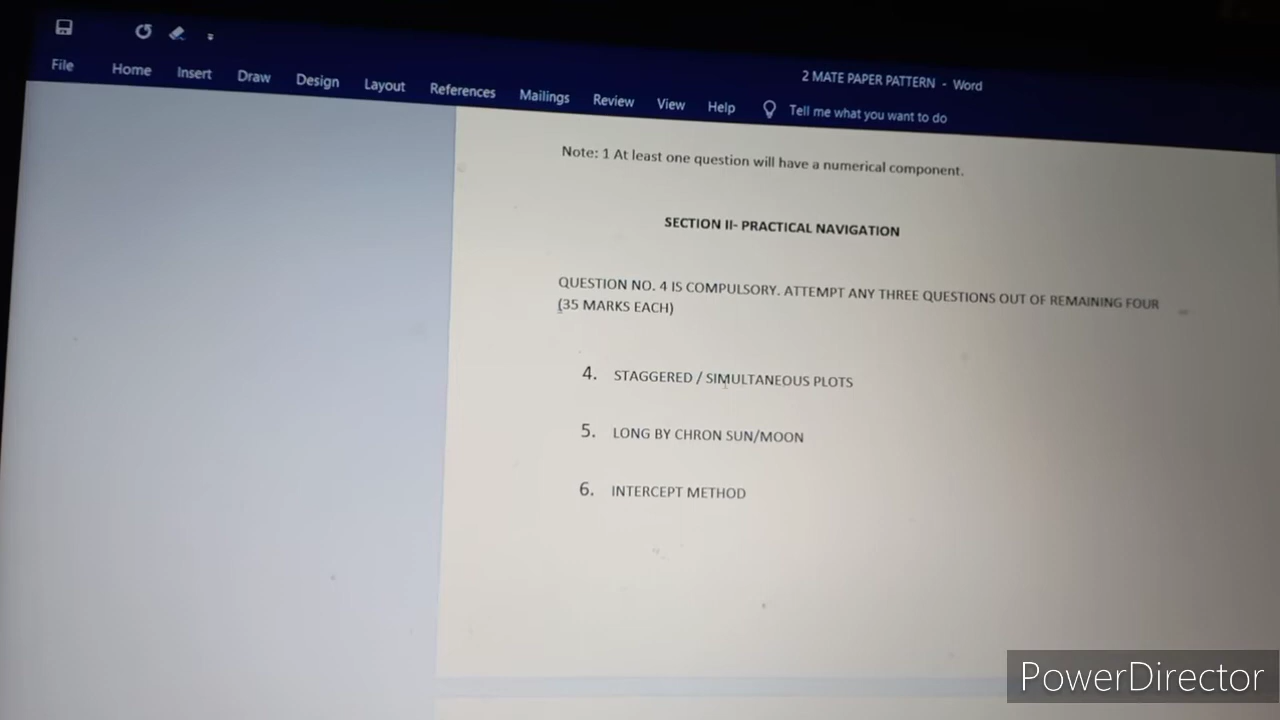 2 MATE PAPER PATTERN - Word
File Home Insert Draw Design Layout References Mailings Review View Help Tell me what you want to do
Note: 1 At least one question will have a numerical component.
SECTION II- PRACTICAL NAVIGATION
QUESTION NO. 4 IS COMPULSORY. ATTEMPT ANY THREE QUESTIONS OUT OF REMAINING FOUR
(35 MARKS EACH)
4. STAGGERED / SIMULTANEOUS PLOTS
5. LONG BY CHRON SUN/MOON
6. INTERCEPT METHOD
PowerDirector